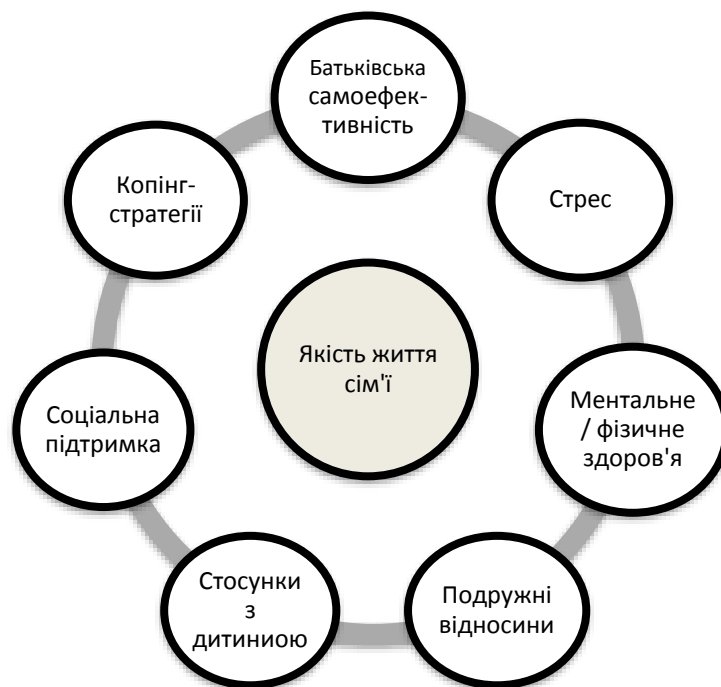 Батьківська
самоефек-
тивність
Стрес
Ментальне
/ фізичне
здоров'я
Подружні
відносини
Стосунки
з
дитиниою
Соціальна
підтримка
Копінг-
стратегії
Якість життя
сім'ї